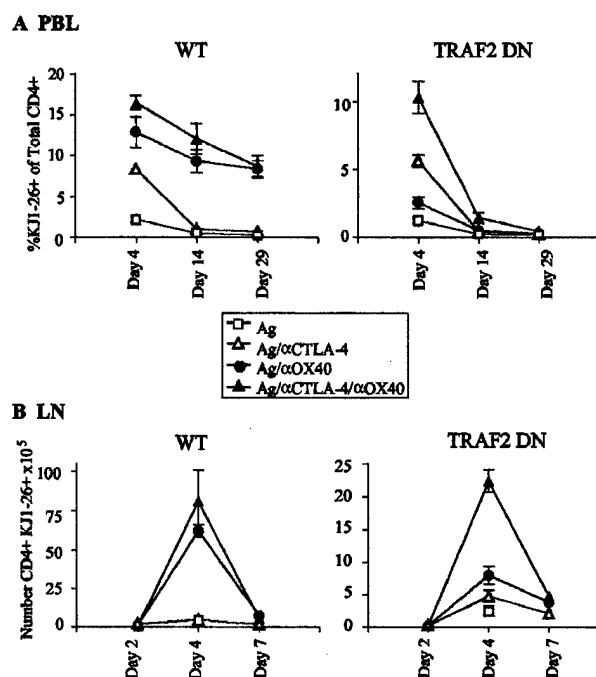 A PBL
WT
TRAF2 DN
%KJ1-26+ of Total CD4+
20
15
10
5
0
Day 4
Day 14
Day 29
10
5
0
Day 4
Day 14
Day 29
Ag
Ag/αCTLA-4
Ag/αOX40
Ag/αCTLA-4/αOX40
B LN
WT
TRAF2 DN
Number CD4+ KJ1-26+ x10⁵
100
75
50
25
0
Day 2
Day 4
Day 7
25
20
15
10
5
0
Day 2
Day 4
Day 7